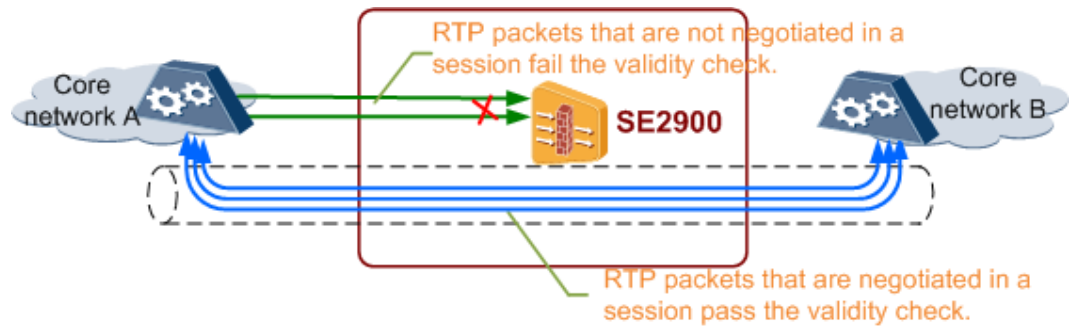 RTP packets that are not negotiated in a
session fail the validity check.
Core
network A
SE2900
Core
network B
RTP packets that are negotiated in a
session pass the validity check.